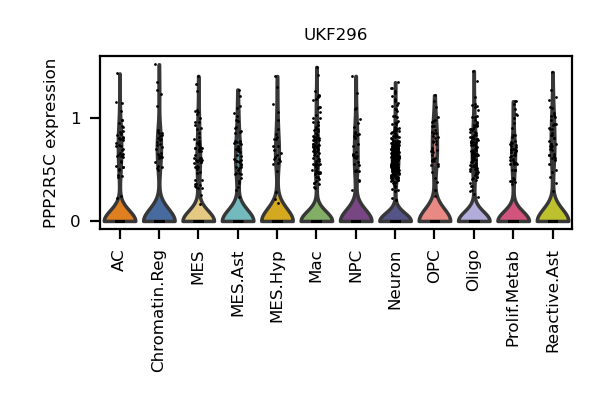 UKF296
PPP2R5C expression
1
0
AC
Chromatin.Reg
MES
MES.Ast
MES.Hyp
Mac
NPC
Neuron
OPC
Oligo
Prolif.Metab
Reactive.Ast